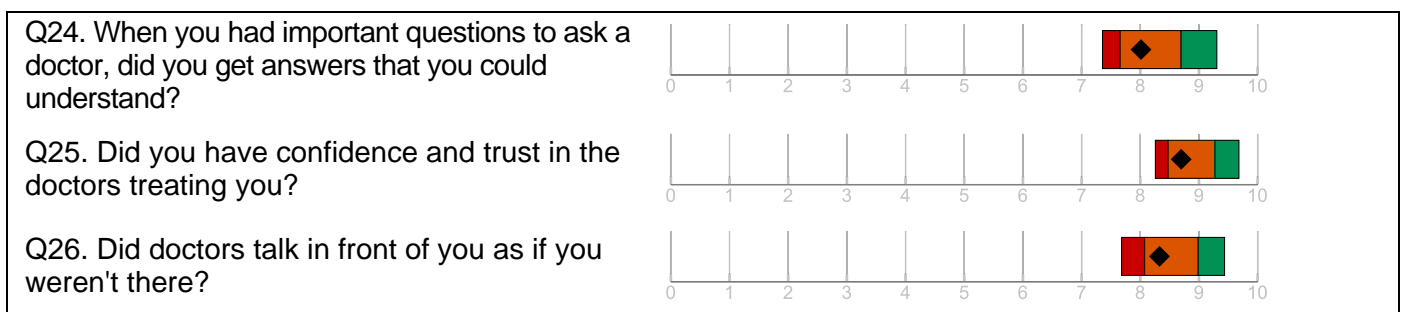 Q24. When you had important questions to ask a
doctor, did you get answers that you could
understand?
0 1 2 3 4 5 6 7 8 9 10
Q25. Did you have confidence and trust in the
doctors treating you?
0 1 2 3 4 5 6 7 8 9 10
Q26. Did doctors talk in front of you as if you
weren't there?
0 1 2 3 4 5 6 7 8 9 10